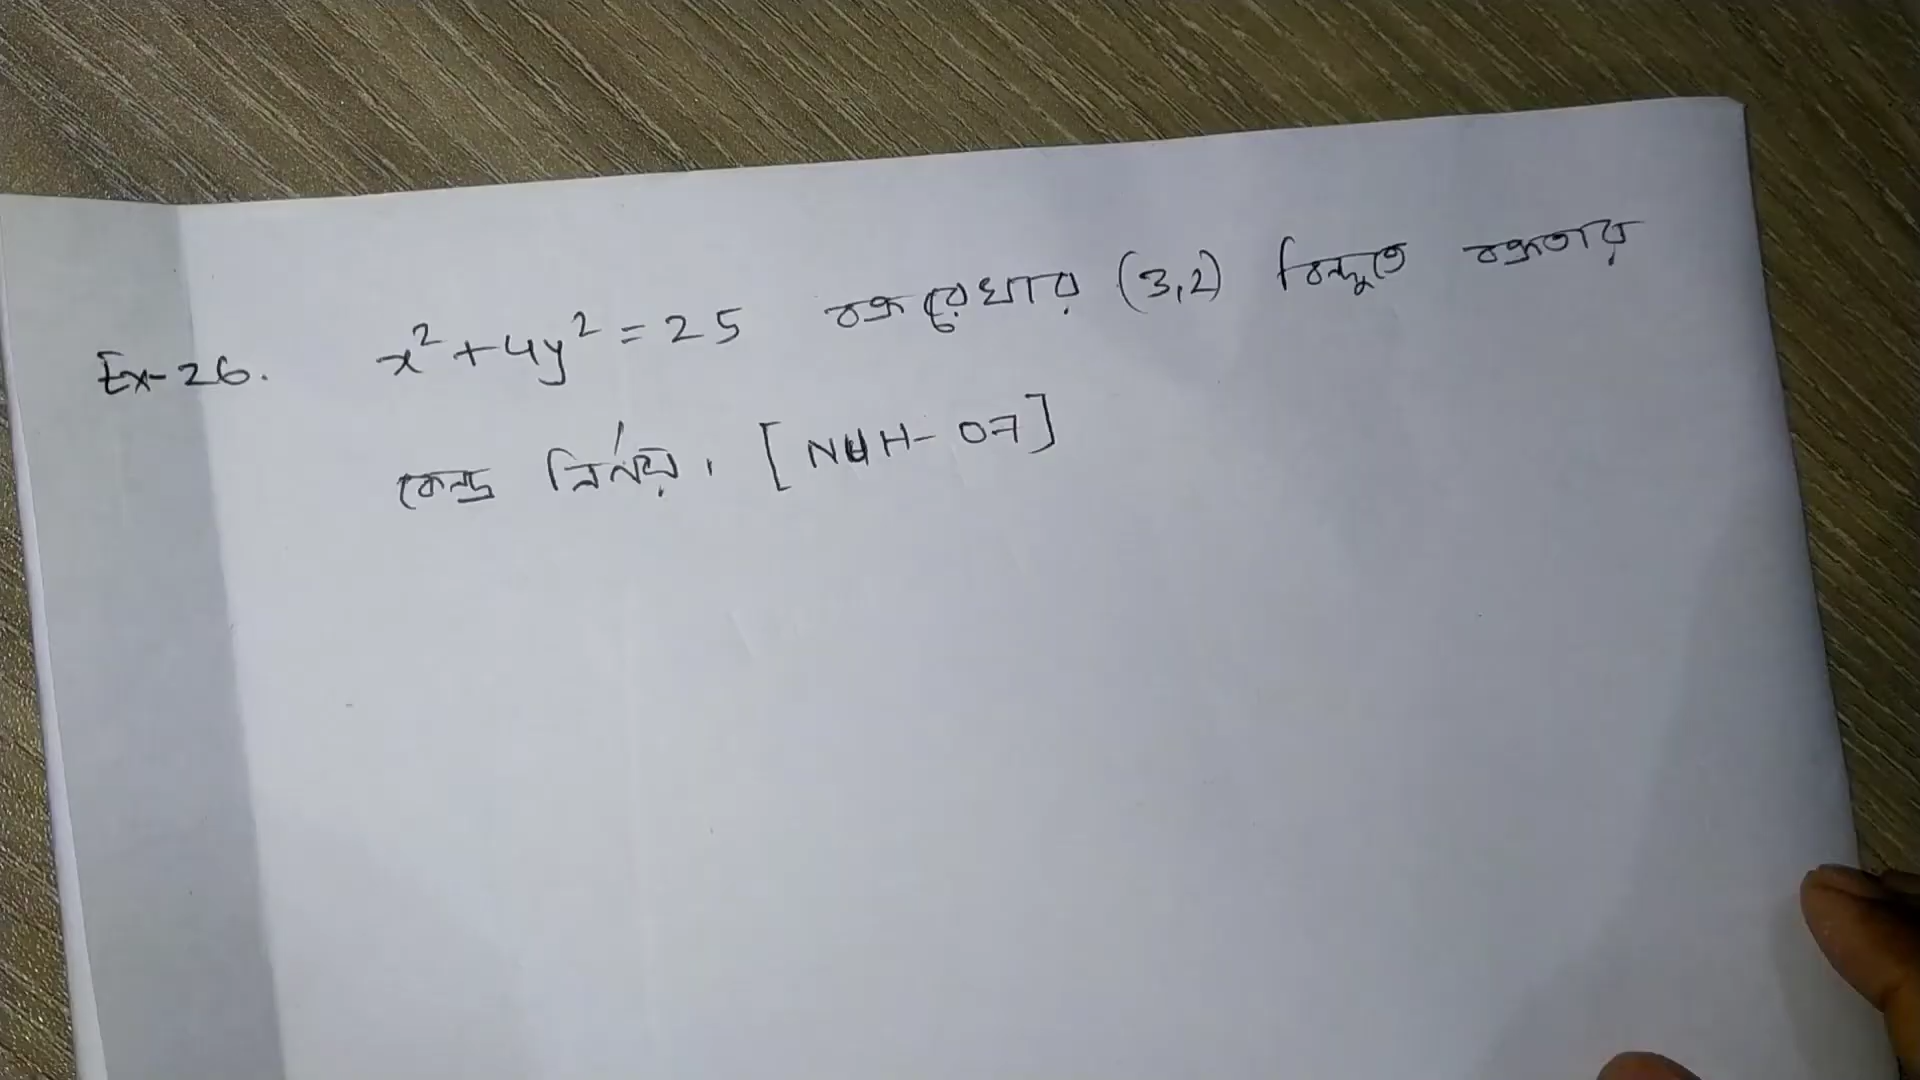 Ex-26. x² + 4y² = 25 বক্ররেখার (3,2) বিন্দুতে বক্রতার
কেন্দ্র নির্ণয়। [NUH-07]